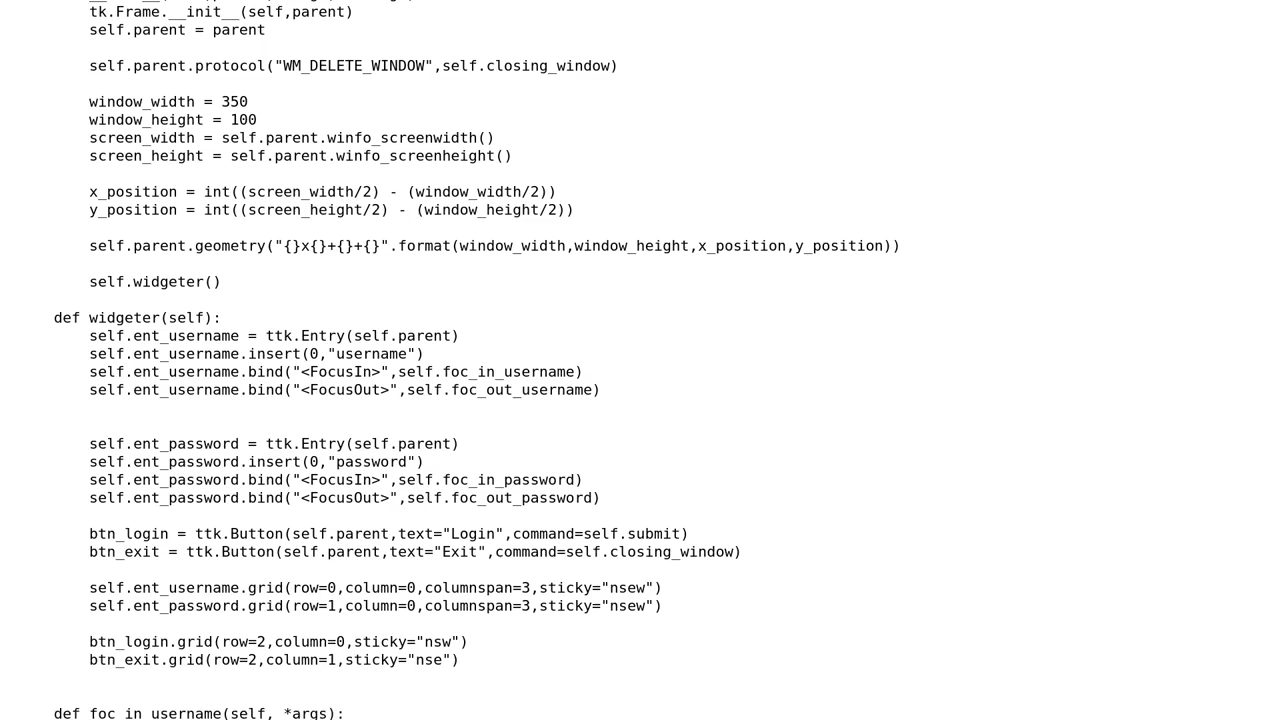 tk.Frame.__init__(self,parent)
self.parent = parent
self.parent.protocol("WM_DELETE_WINDOW",self.closing_window)
window_width = 350
window_height = 100
screen_width = self.parent.winfo_screenwidth()
screen_height = self.parent.winfo_screenheight()
x_position = int((screen_width/2) - (window_width/2))
y_position = int((screen_height/2) - (window_height/2))
self.parent.geometry("{}x{}+{}+{}".format(window_width,window_height,x_position,y_position))
self.widgeter()
def widgeter(self):
self.ent_username = ttk.Entry(self.parent)
self.ent_username.insert(0,"username")
self.ent_username.bind("<FocusIn>",self.foc_in_username)
self.ent_username.bind("<FocusOut>",self.foc_out_username)
self.ent_password = ttk.Entry(self.parent)
self.ent_password.insert(0,"password")
self.ent_password.bind("<FocusIn>",self.foc_in_password)
self.ent_password.bind("<FocusOut>",self.foc_out_password)
btn_login = ttk.Button(self.parent,text="Login",command=self.submit)
btn_exit = ttk.Button(self.parent,text="Exit",command=self.closing_window)
self.ent_username.grid(row=0,column=0,columnspan=3,sticky="nsew")
self.ent_password.grid(row=1,column=0,columnspan=3,sticky="nsew")
btn_login.grid(row=2,column=0,sticky="nsw")
btn_exit.grid(row=2,column=1,sticky="nse")
def foc_in_username(self, *args):